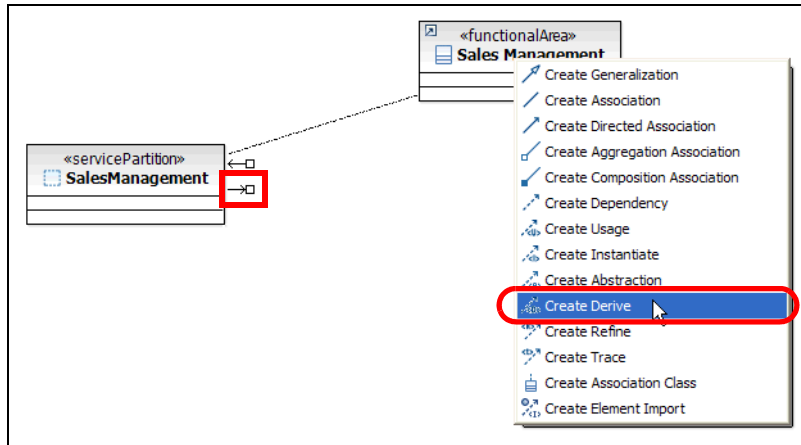 «functionalArea»
Sales Management
«servicePartition»
SalesManagement
Create Generalization
Create Association
Create Directed Association
Create Aggregation Association
Create Composition Association
Create Dependency
Create Usage
Create Instantiate
Create Abstraction
Create Derive
Create Refine
Create Trace
Create Association Class
Create Element Import